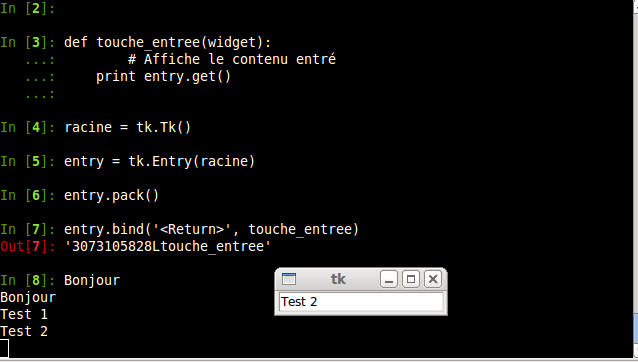 In [2]:
In [3]: def touche_entree(widget):
   ...:         # Affiche le contenu entré
   ...:     print entry.get()
   ...:
In [4]: racine = tk.Tk()
In [5]: entry = tk.Entry(racine)
In [6]: entry.pack()
In [7]: entry.bind('<Return>', touche_entree)
Out[7]: '3073105828Ltouche_entree'
In [8]: Bonjour
Bonjour
Test 1
Test 2
tk
Test 2